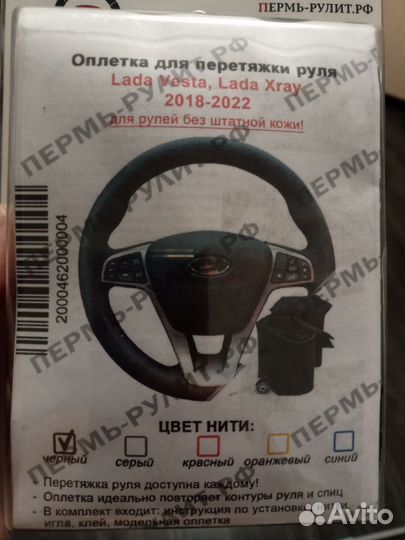 ПЕРМЬ-РУЛИТ.РФ
Оплетка для перетяжки руля
Lada Vesta, Lada Xray
2018-2022
для рулей без штатной кожи!
2000462000004
ЦВЕТ НИТИ:
черный серый красный оранжевый синий
- Перетяжка руля доступна каждому!
- Оплетка идеально повторяет контуры руля и спиц
- В комплект входит: инструкция по установке,
игла, клей, модельная оплетка
ПЕРМЬ-РУЛИТ.РФ
ПЕРМЬ-РУЛИТ.РФ
ПЕРМЬ-РУЛИТ.РФ
ПЕРМЬ-РУЛИТ.РФ
ПЕРМЬ-РУЛИТ.РФ
Avito